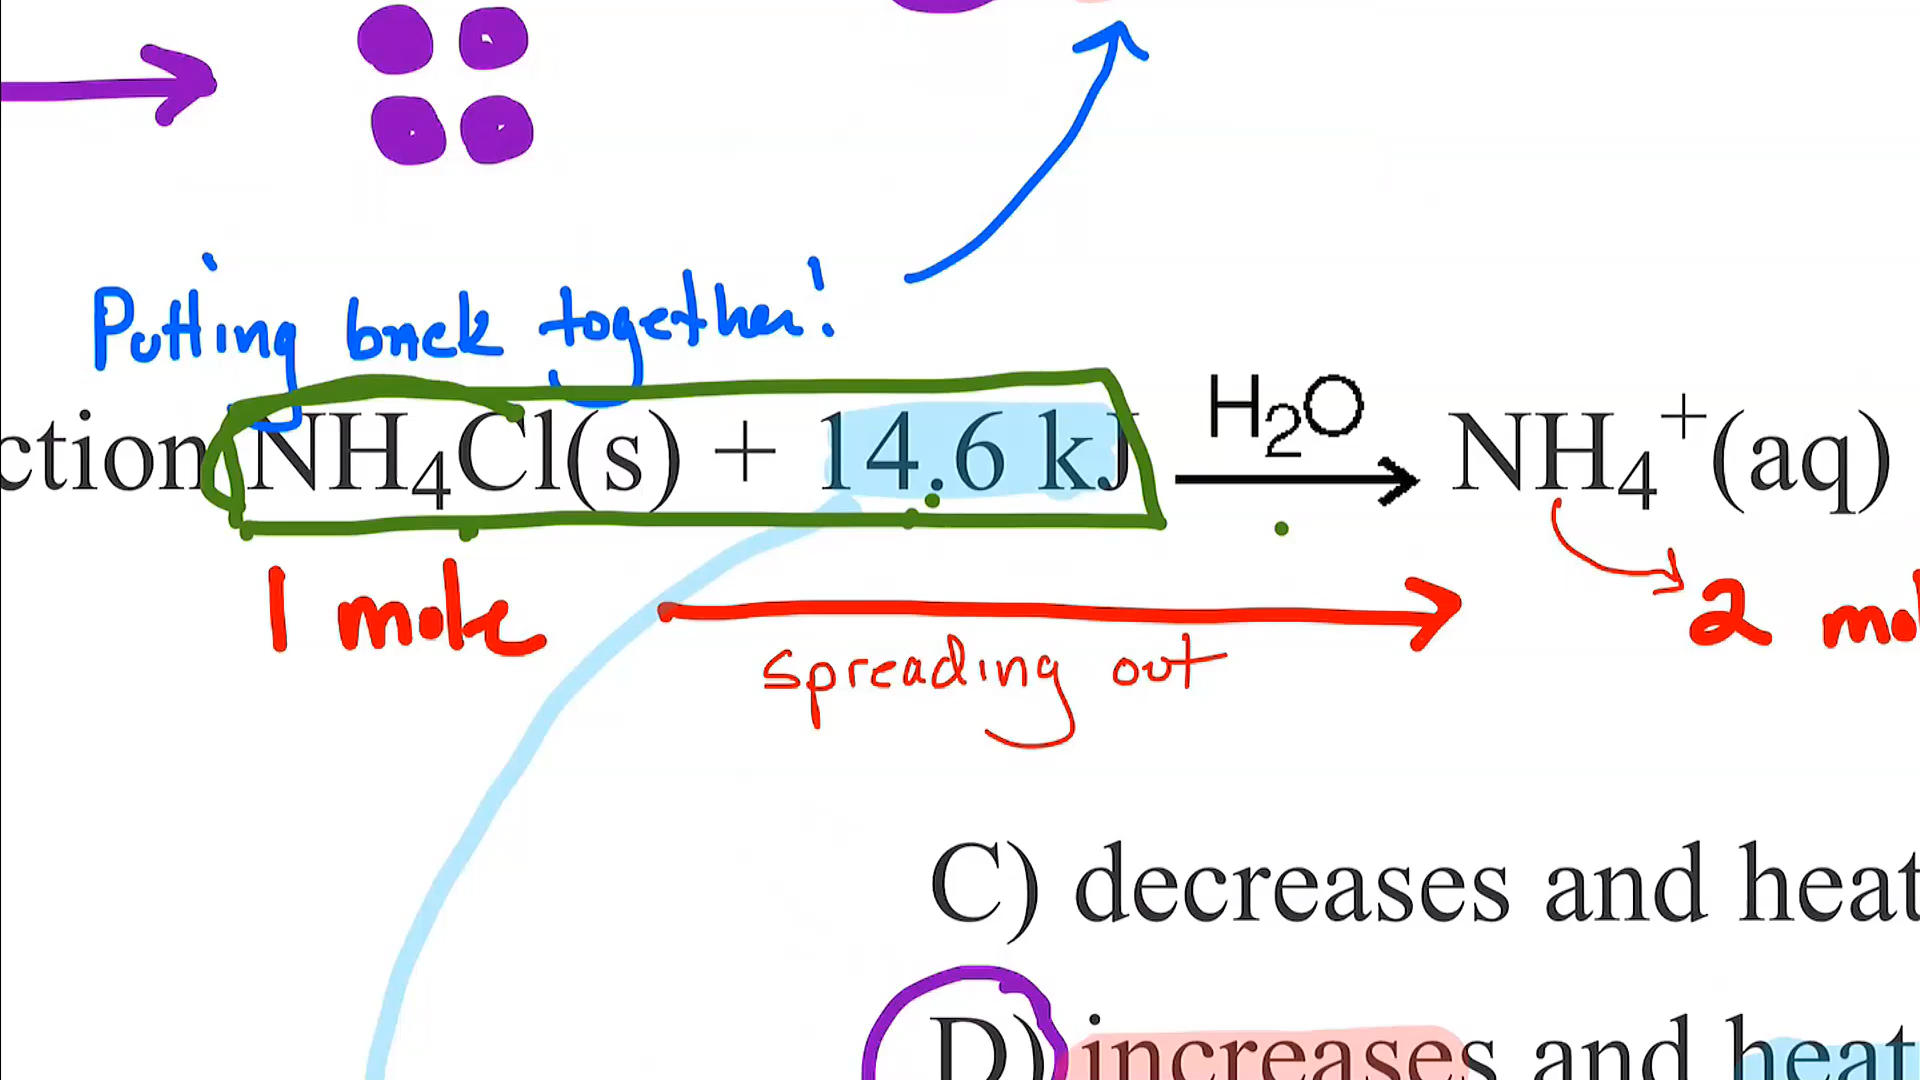 Putting back together!
ction NH₄Cl(s) + 14.6 kJ H₂O NH₄⁺(aq)
1 mole 2 mol
spreading out
C) decreases and heat
D) increases and heat